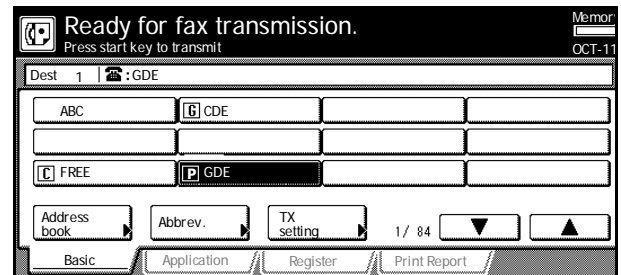 Ready for fax transmission.
Memor
Press start key to transmit
OCT-11
Dest 1 ☎:GDE
ABC
G CDE
C FREE
P GDE
Address book
Abbrev.
TX setting
1/ 84
Basic
Application
Register
Print Report